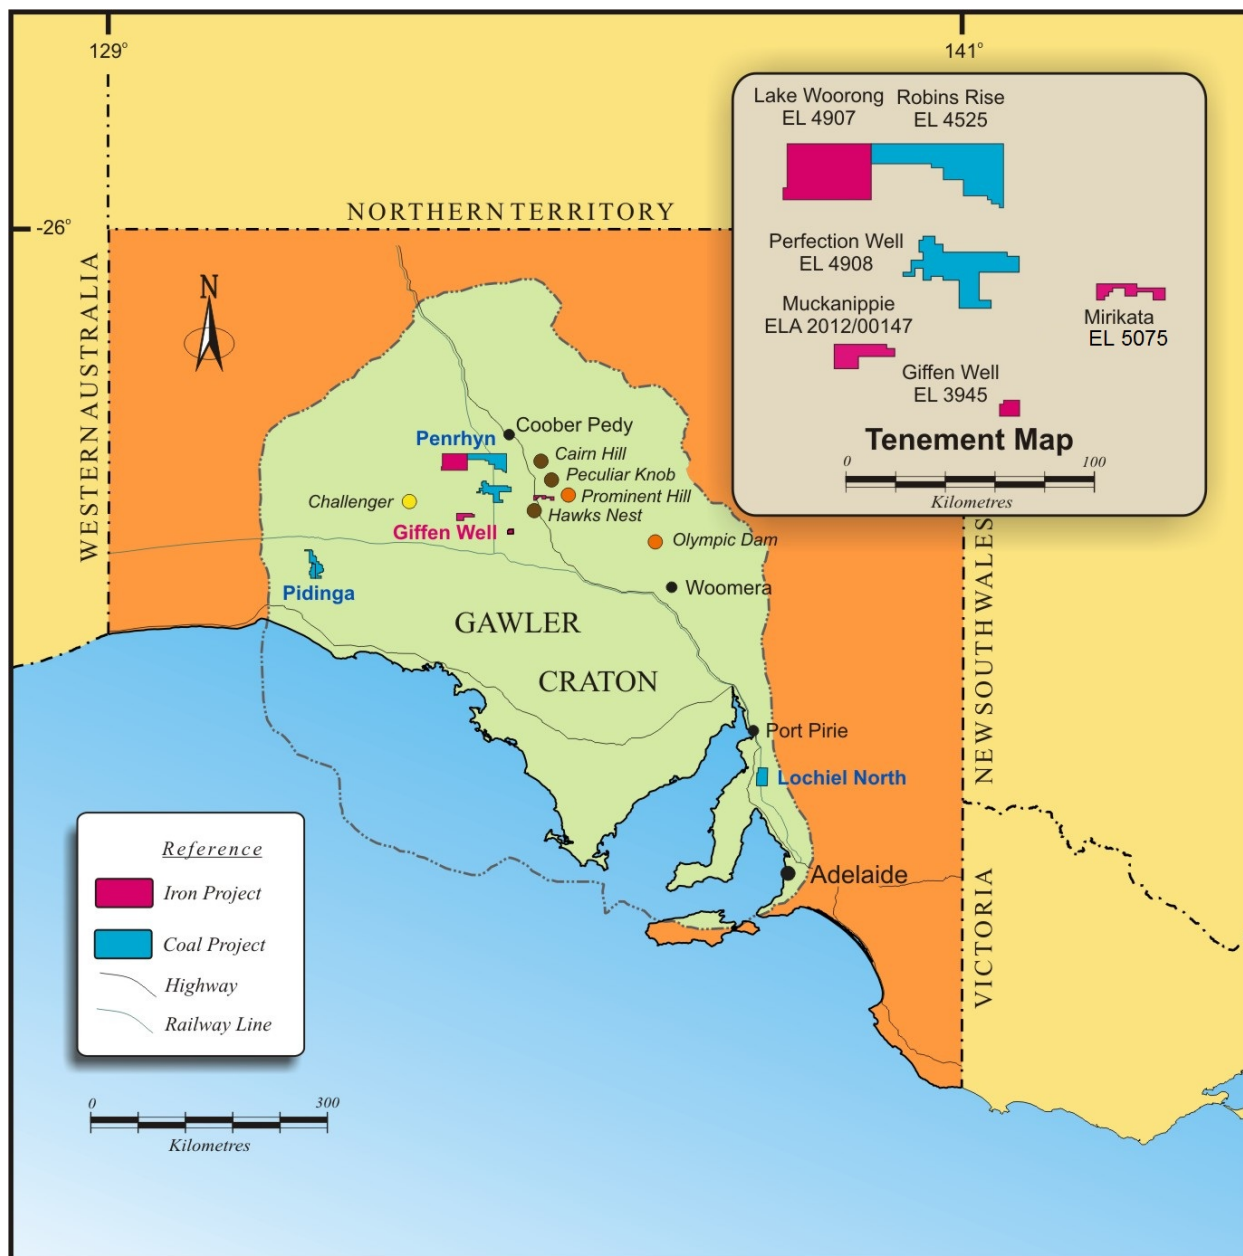 129°
141°
Lake Woorong
EL 4907
Robins Rise
EL 4525
-26°
NORTHERN TERRITORY
Perfection Well
EL 4908
WESTERN AUSTRALIA
N
Muckanippie
ELA 2012/00147
Mirikata
EL 5075
Giffen Well
EL 3945
Tenement Map
0
100
Kilometres
Coober Pedy
Penrhyn
Cairn Hill
Peculiar Knob
Challenger
Prominent Hill
Hawks Nest
Giffen Well
Olympic Dam
Pidinga
Woomera
NEW SOUTH WALES
GAWLER
CRATON
Port Pirie
Lochiel North
Reference
Iron Project
Coal Project
Highway
Railway Line
Adelaide
VICTORIA
0
300
Kilometres